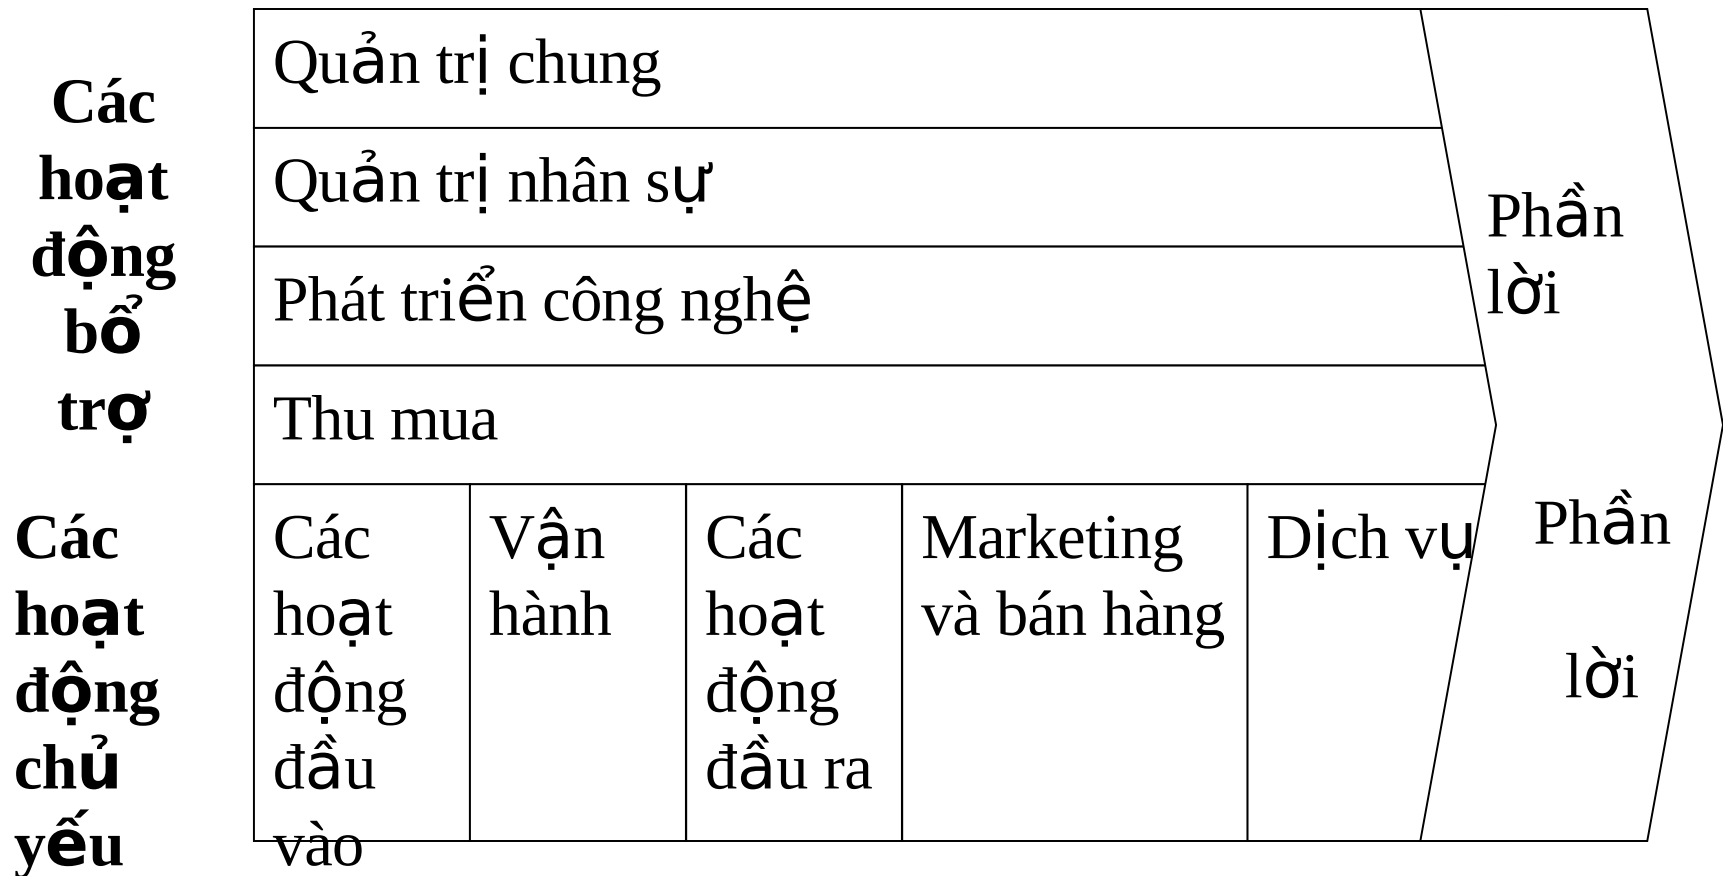 Các
hoạt
động
bổ
trợ
Quản trị chung
Quản trị nhân sự
Phát triển công nghệ
Thu mua
Phần
lời
Các
hoạt
động
chủ
yếu
Các
hoạt
động
đầu
vào
Vận
hành
Các
hoạt
động
đầu ra
Marketing
và bán hàng
Dịch vụ
Phần
lời